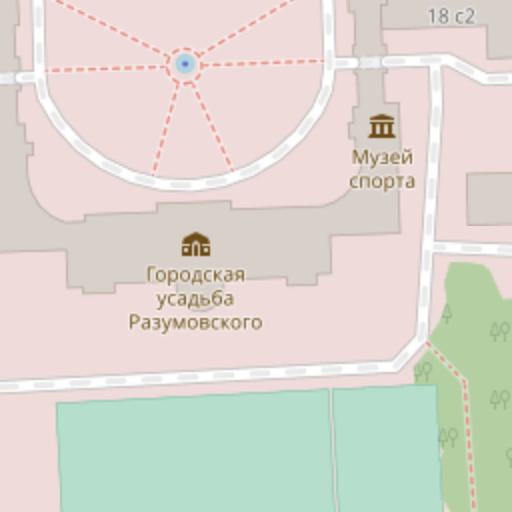 18 с2
Музей
спорта
Городская
усадьба
Разумовского